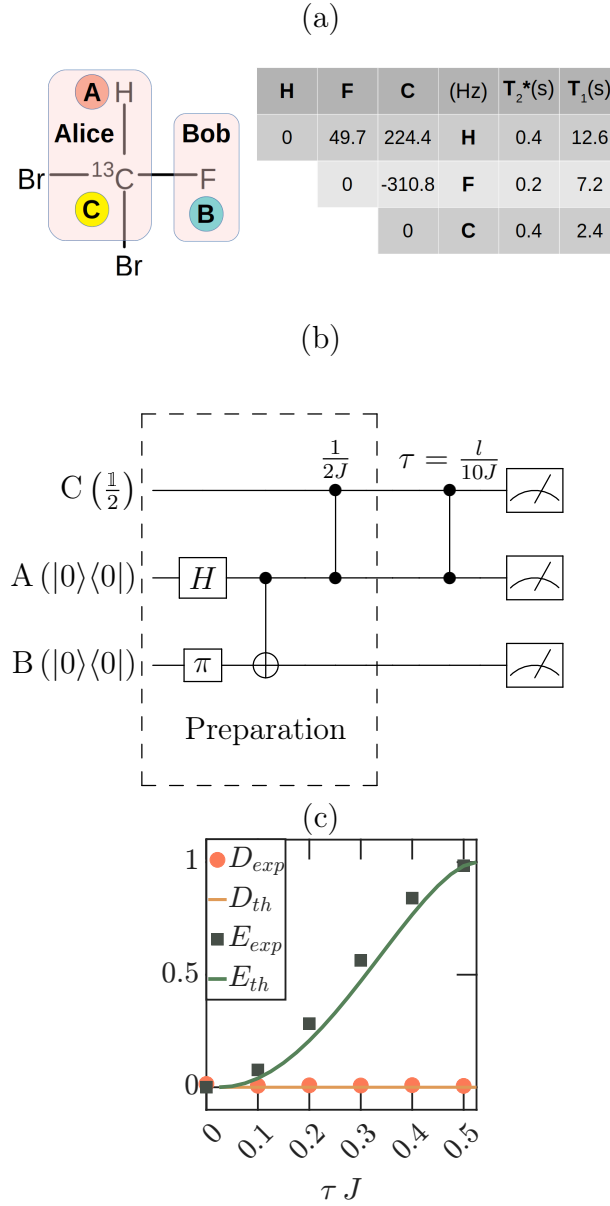 (a)
A H
Alice Bob
Br ¹³C F
C B
Br
H F C (Hz) T₂*(s) T₁(s)
0 49.7 224.4 H 0.4 12.6
0 -310.8 F 0.2 7.2
0 C 0.4 2.4
(b)
1/2J τ = l/10J
C (𝟙/2)
A (|0⟩⟨0|) H
B (|0⟩⟨0|) π
Preparation
(c)
1
D_exp
D_th
E_exp
0.5
E_th
0
0 0.1 0.2 0.3 0.4 0.5
τ J